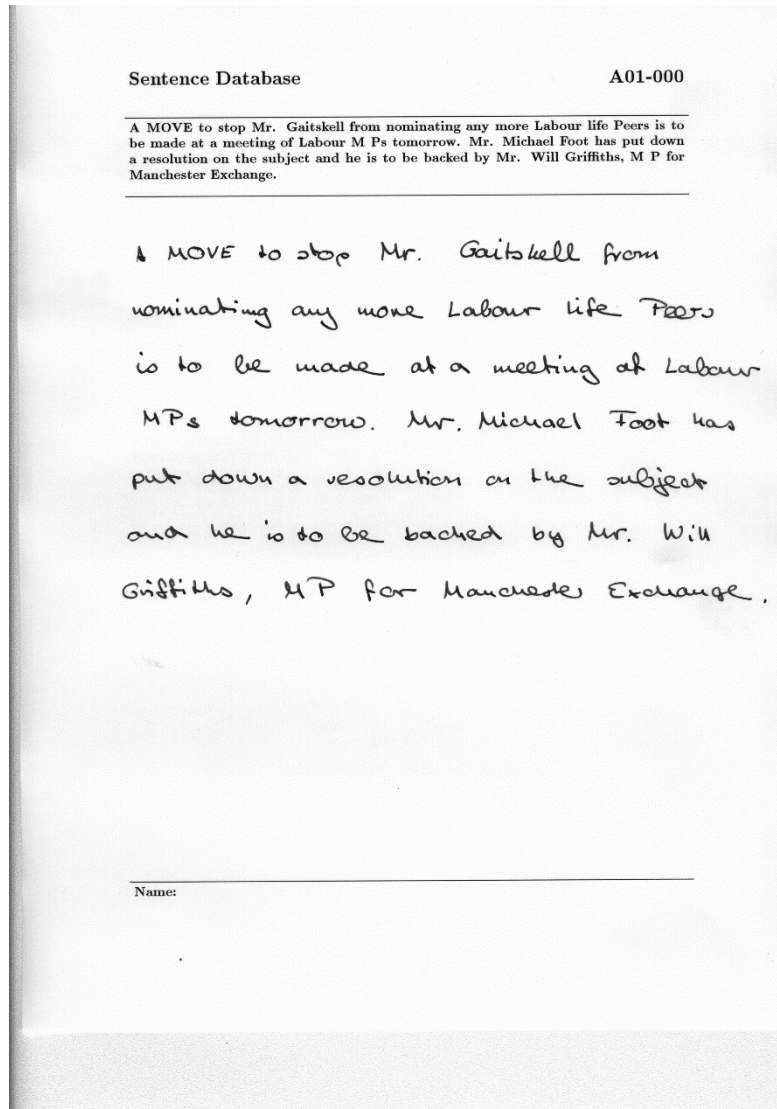 Sentence Database A01-000
A MOVE to stop Mr. Gaitskell from nominating any more Labour life Peers is to
be made at a meeting of Labour M Ps tomorrow. Mr. Michael Foot has put down
a resolution on the subject and he is to be backed by Mr. Will Griffiths, M P for
Manchester Exchange.
A MOVE to stop Mr. Gaitskell from
nominating any more Labour life Peers
is to be made at a meeting of Labour
MPs tomorrow. Mr. Michael Foot has
put down a resolution on the subject
and he is to be backed by Mr. Will
Griffiths, MP for Manchester Exchange.
Name: